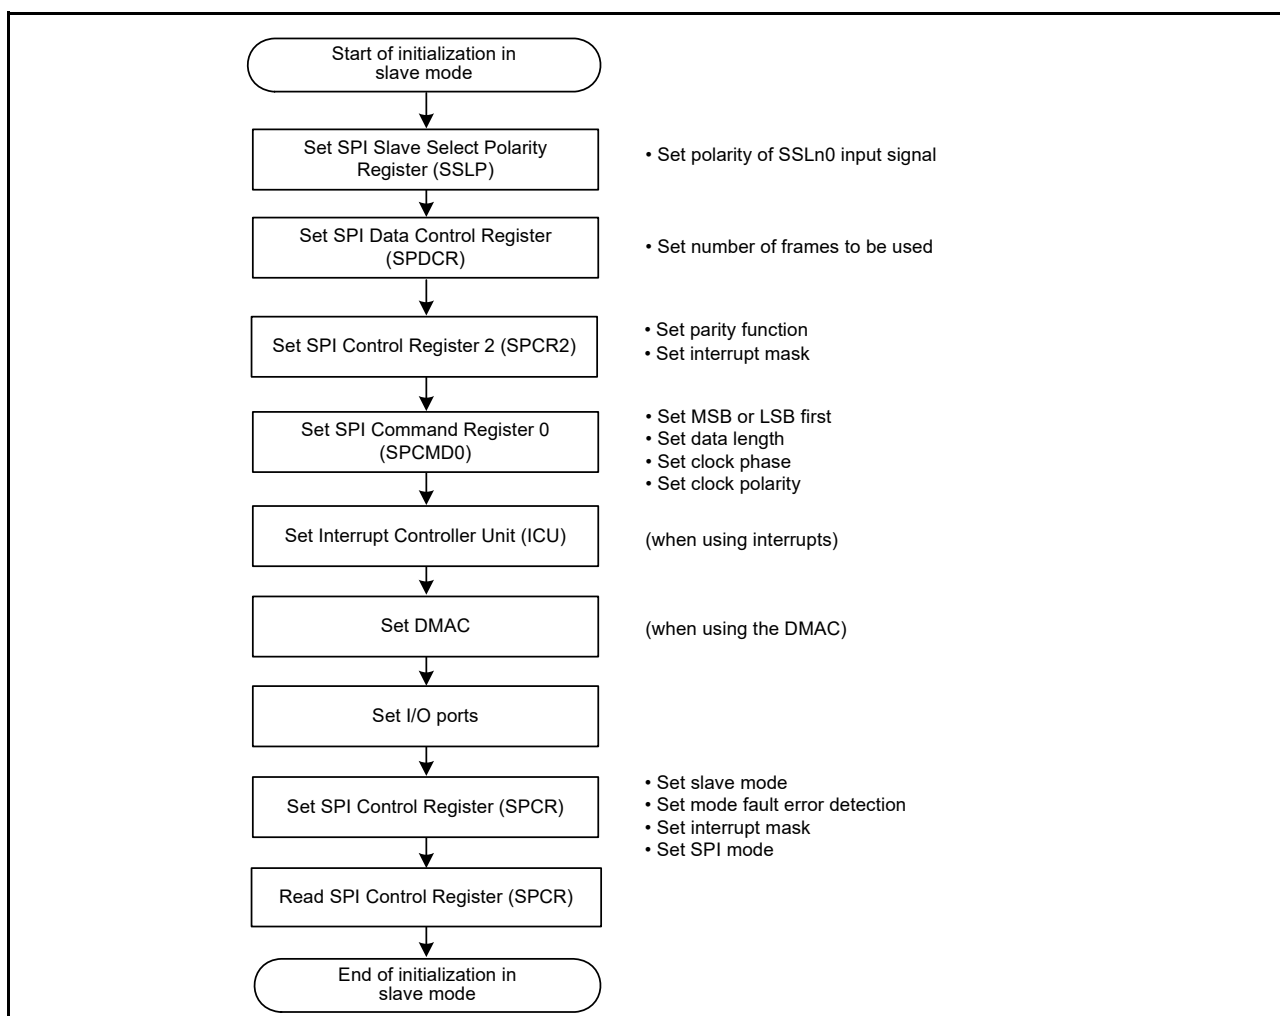 Start of initialization in
slave mode
Set SPI Slave Select Polarity
Register (SSLP)
• Set polarity of SSLn0 input signal
Set SPI Data Control Register
(SPDCR)
• Set number of frames to be used
Set SPI Control Register 2 (SPCR2)
• Set parity function
• Set interrupt mask
Set SPI Command Register 0
(SPCMD0)
• Set MSB or LSB first
• Set data length
• Set clock phase
• Set clock polarity
Set Interrupt Controller Unit (ICU)
(when using interrupts)
Set DMAC
(when using the DMAC)
Set I/O ports
Set SPI Control Register (SPCR)
• Set slave mode
• Set mode fault error detection
• Set interrupt mask
• Set SPI mode
Read SPI Control Register (SPCR)
End of initialization in
slave mode